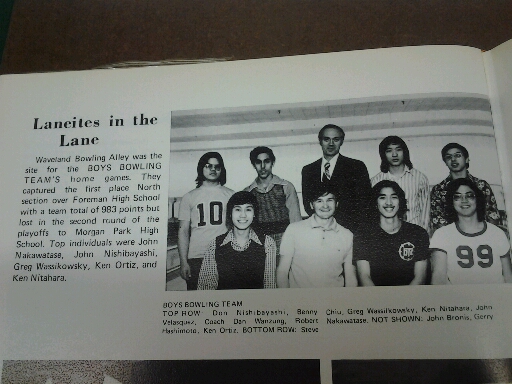 Laneites in the
Lane
Waveland Bowling Alley was the
site for the BOYS BOWLING
TEAM'S home games. They
captured the first place North
section over Foreman High School
with a team total of 983 points but
lost in the second round of the
playoffs to Morgan Park High
School. Top individuals were John
Nakawatase, John Nishibayashi,
Greg Wassikowsky, Ken Ortiz, and
Ken Nitahara.
10
99
BOYS BOWLING TEAM
TOP ROW: Don Nishibayashi, Benny Chiu, Greg Wassilkowsky, Ken Nitahara, John
Velasquez, Coach Dan Wanzung, Robert Nakawatase. NOT SHOWN: John Bronis, Gerry
Hashimoto, Ken Ortiz. BOTTOM ROW: Steve